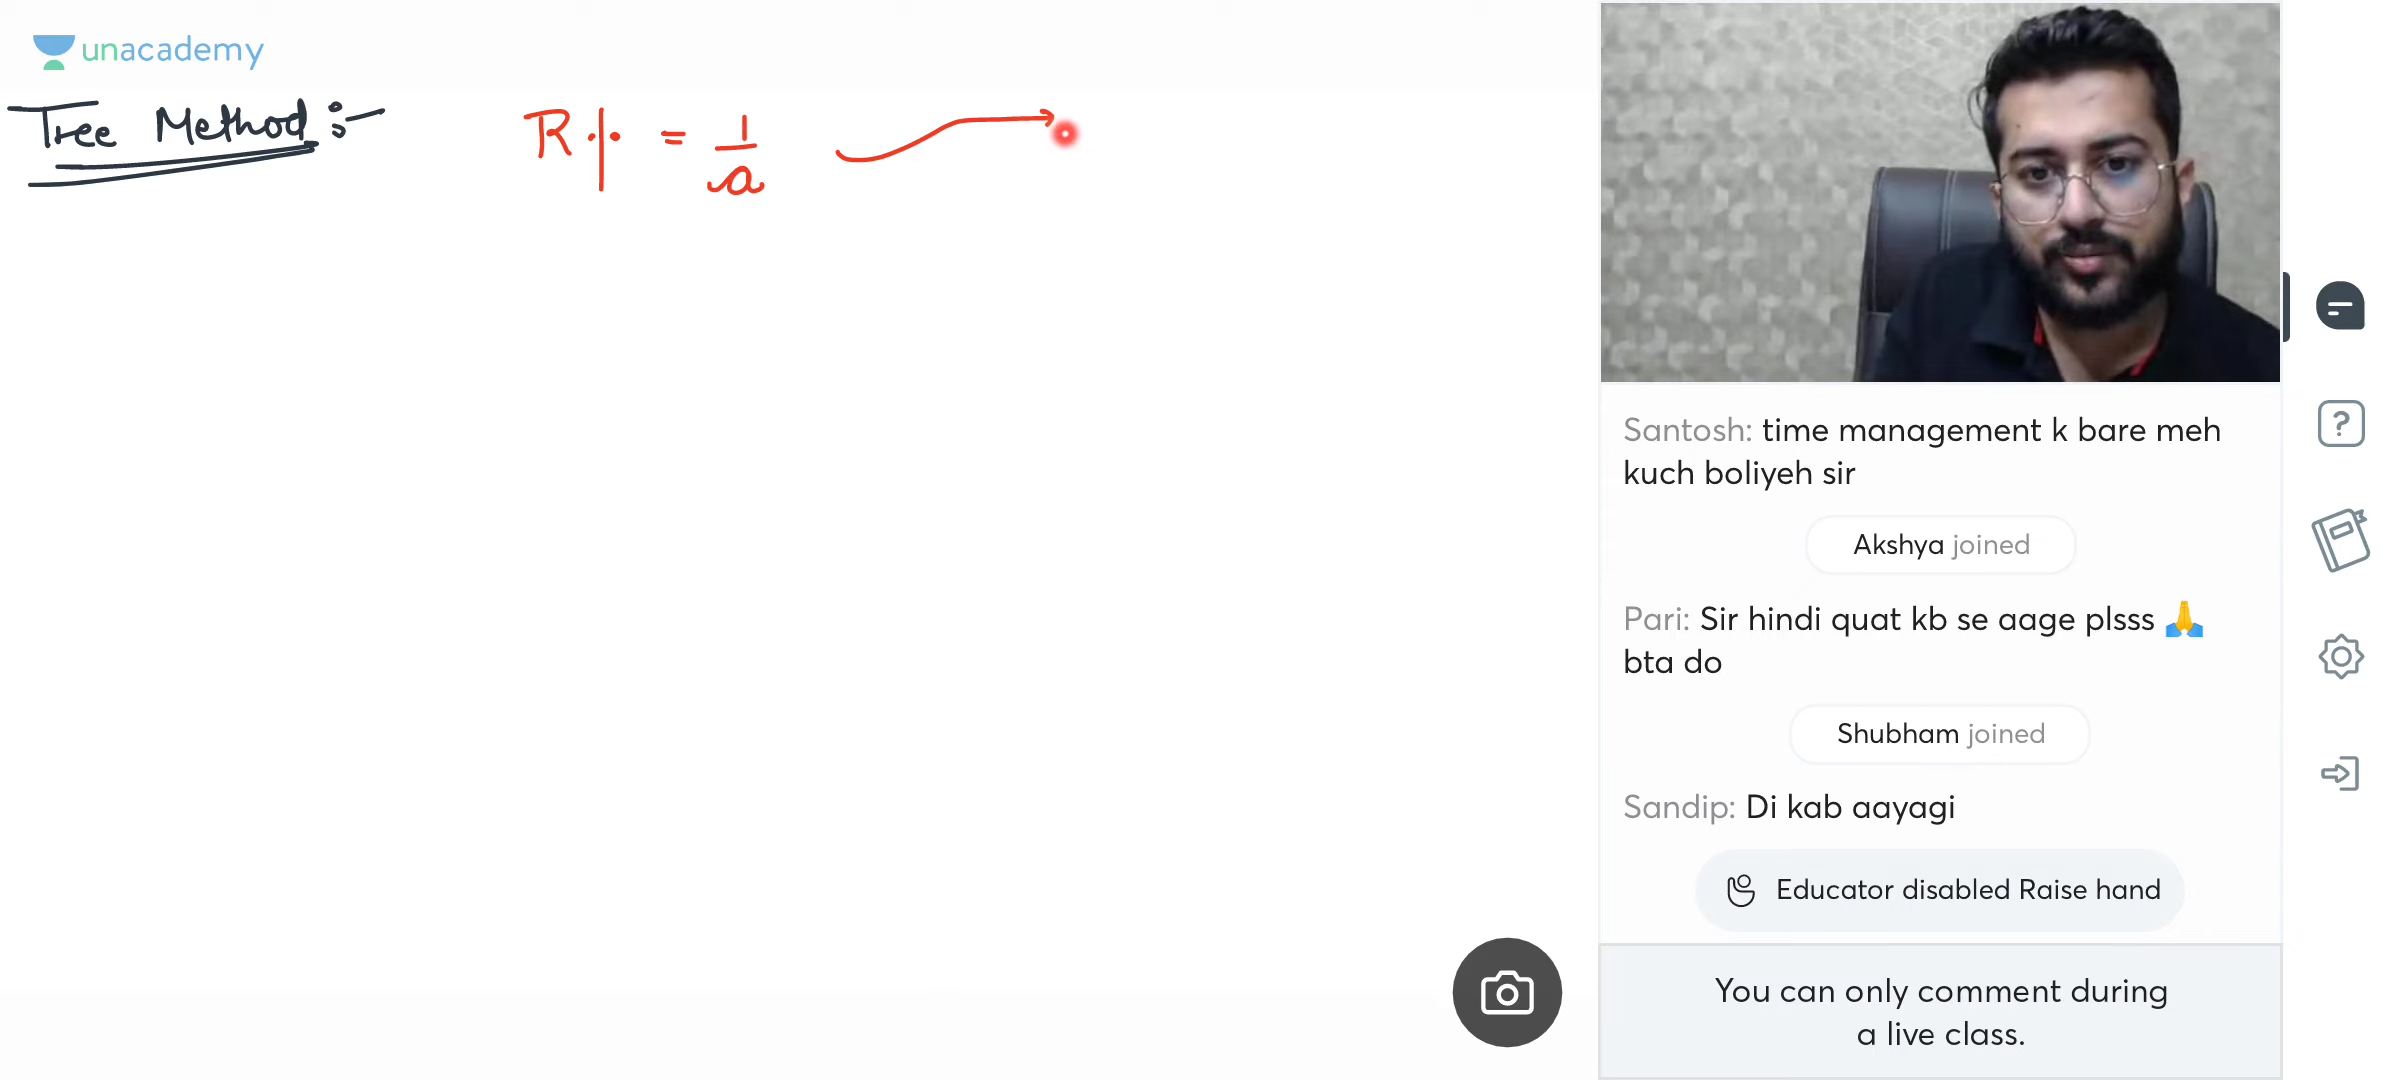 unacademy
Tree Method :-
R % = 1/a
Santosh: time management k bare meh
kuch boliyeh sir
Akshya joined
Pari: Sir hindi quat kb se aage plsss 🙏
bta do
Shubham joined
Sandip: Di kab aayagi
Educator disabled Raise hand
You can only comment during
a live class.